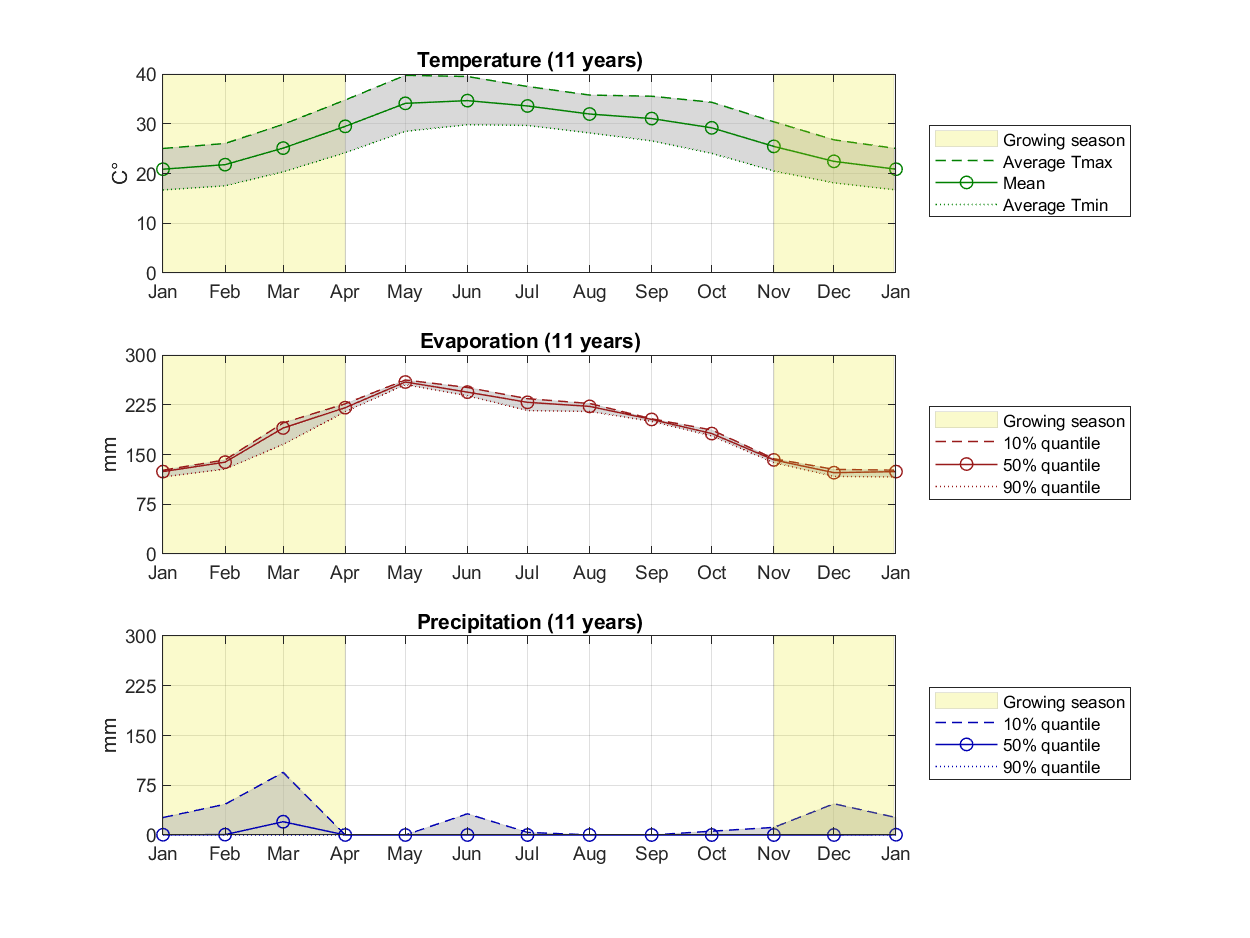 Temperature (11 years)
40
30
20
10
0
C°
Jan Feb Mar Apr May Jun Jul Aug Sep Oct Nov Dec Jan
Growing season
Average Tmax
Mean
Average Tmin
Evaporation (11 years)
300
225
150
75
0
mm
Jan Feb Mar Apr May Jun Jul Aug Sep Oct Nov Dec Jan
Growing season
10% quantile
50% quantile
90% quantile
Precipitation (11 years)
300
225
150
75
0
mm
Jan Feb Mar Apr May Jun Jul Aug Sep Oct Nov Dec Jan
Growing season
10% quantile
50% quantile
90% quantile